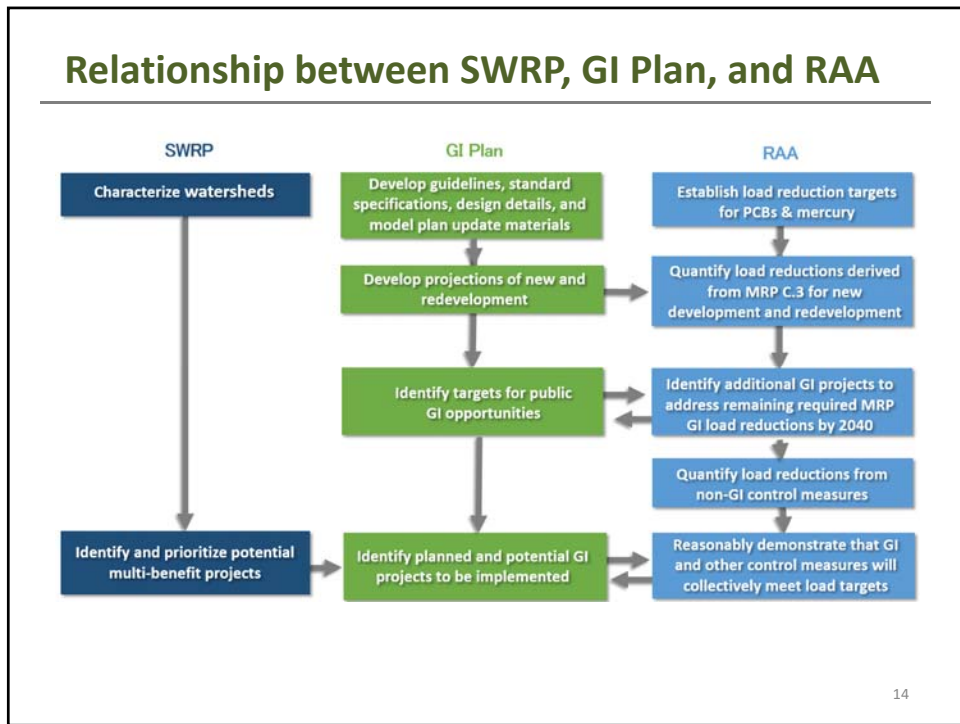 Relationship between SWRP, GI Plan, and RAA
SWRP
Characterize watersheds
Identify and prioritize potential
multi-benefit projects
GI Plan
Develop guidelines, standard
specifications, design details, and
model plan update materials
Develop projections of new and
redevelopment
Identify targets for public
GI opportunities
Identify planned and potential GI
projects to be implemented
RAA
Establish load reduction targets
for PCBs & mercury
Quantify load reductions derived
from MRP C.3 for new
development and redevelopment
Identify additional GI projects to
address remaining required MRP
GI load reductions by 2040
Quantify load reductions from
non-GI control measures
Reasonably demonstrate that GI
and other control measures will
collectively meet load targets
14